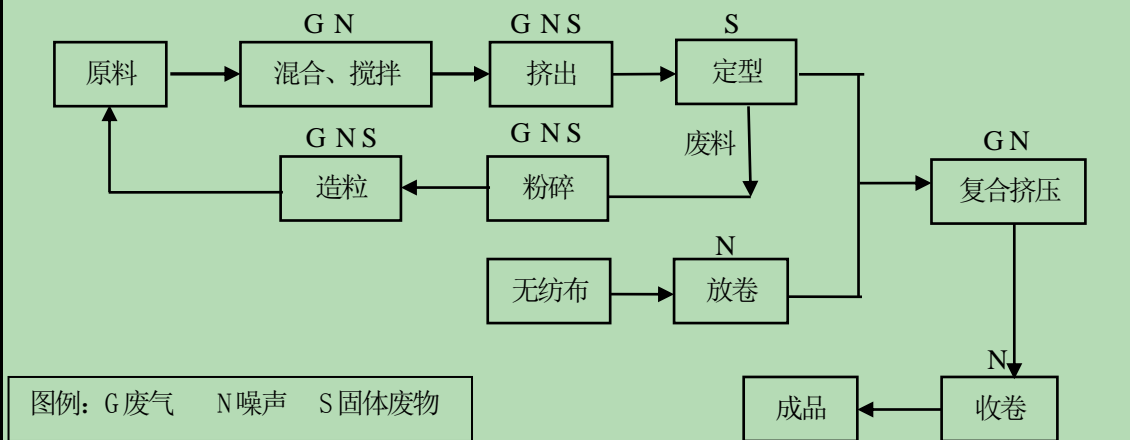 G N
G N S
S
原料
混合、搅拌
挤出
定型
G N S
G N S
废料
G N
造粒
粉碎
复合挤压
N
无纺布
放卷
N
图例：G废气 N噪声 S固体废物
成品
收卷